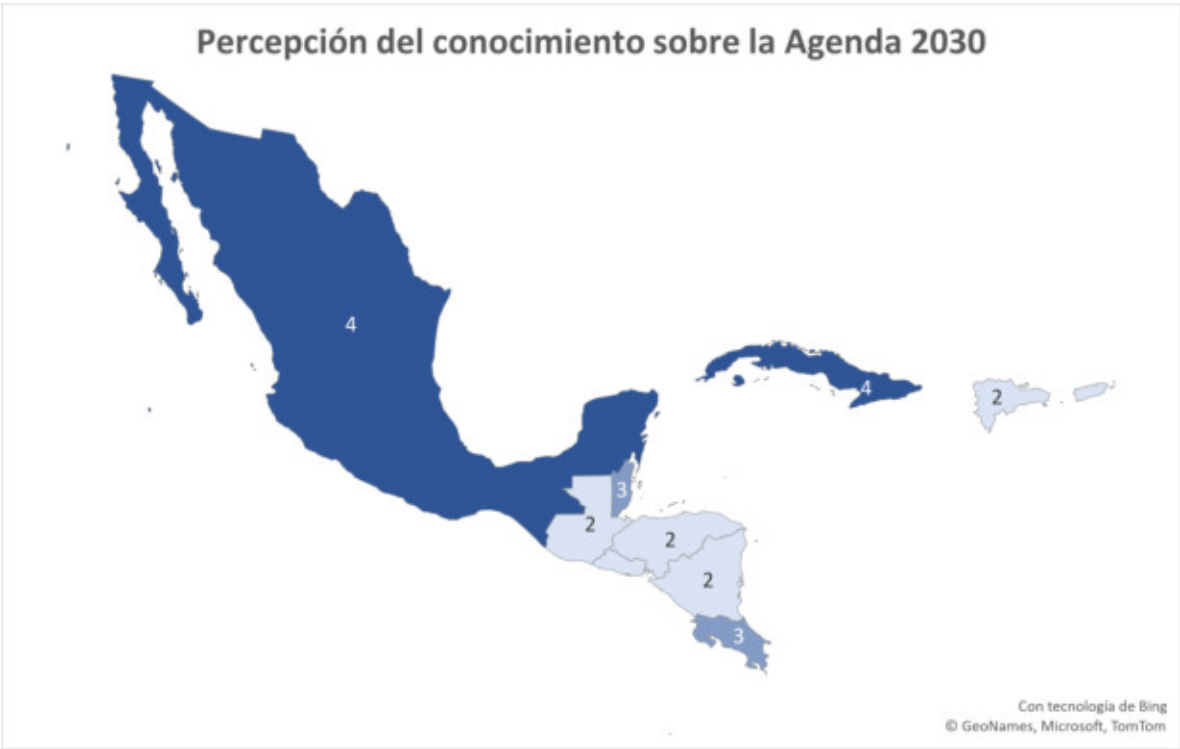 Percepción del conocimiento sobre la Agenda 2030
4
4
2
3
2
2
2
3
Con tecnología de Bing
© GeoNames, Microsoft, TomTom